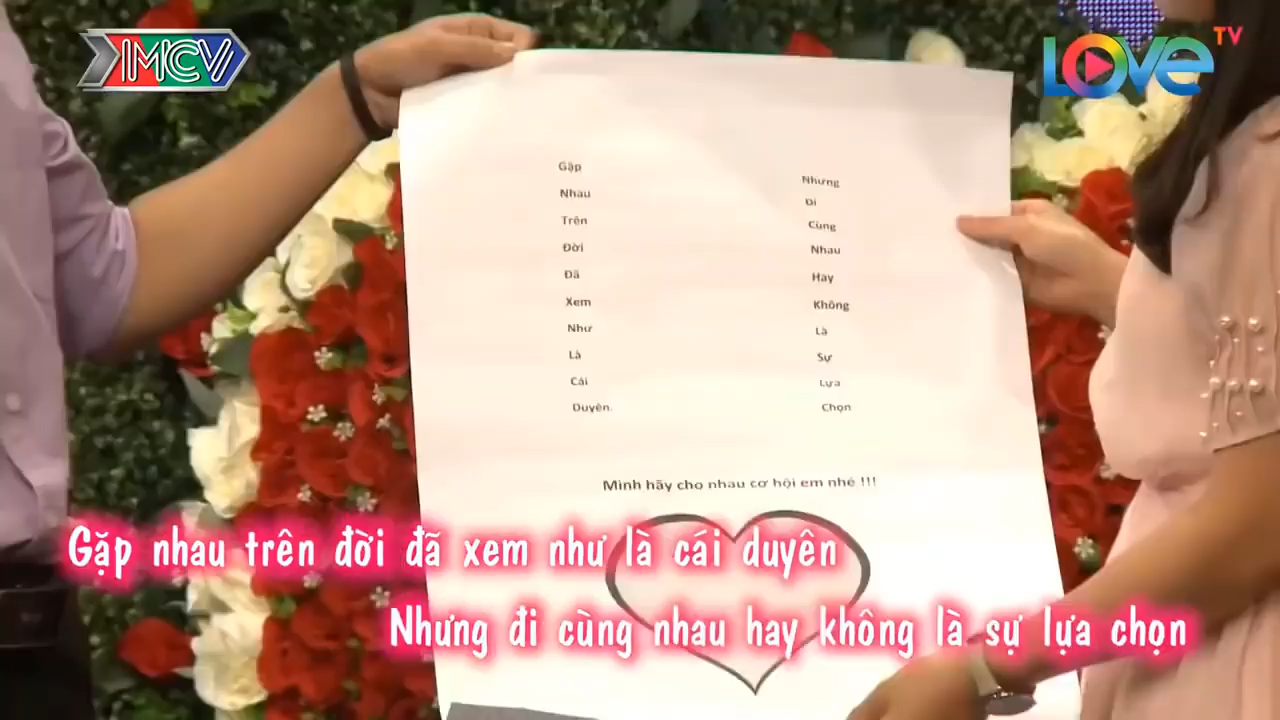 MCV
LOVE TV
Gặp
Nhau
Trên
Đời
Đã
Xem
Như
Là
Cái
Duyên.
Nhưng
Đi
Cùng
Nhau
Hay
Không
Là
Sự
Lựa
Chọn
Mình hãy cho nhau cơ hội em nhé !!!
Gặp nhau trên đời đã xem như là cái duyên
Nhưng đi cùng nhau hay không là sự lựa chọn